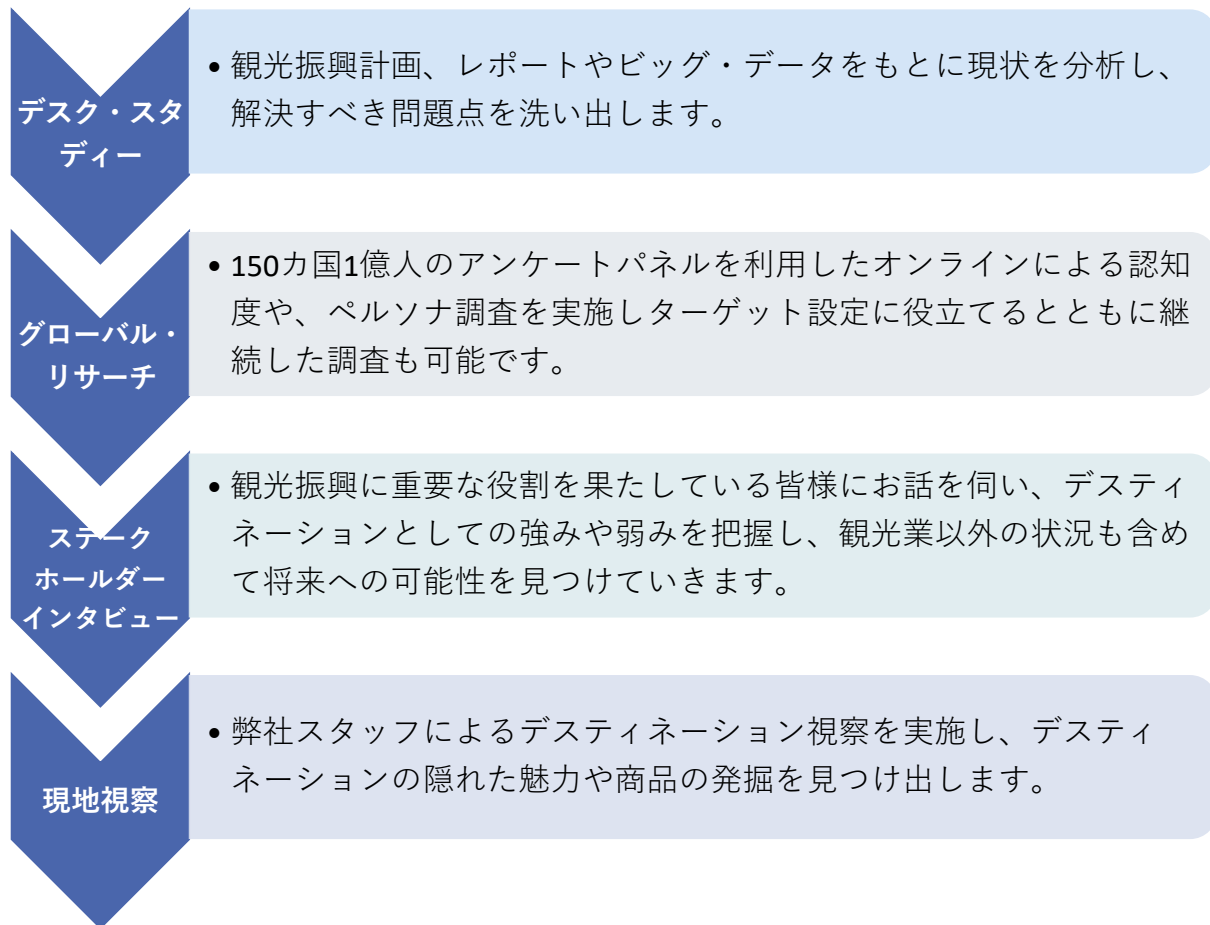 デスク・スタ
ディー
• 観光振興計画、レポートやビッグ・データをもとに現状を分析し、
解決すべき問題点を洗い出します。
グローバル・
リサーチ
• 150カ国1億人のアンケートパネルを利用したオンラインによる認知
度や、ペルソナ調査を実施しターゲット設定に役立てるとともに継
続した調査も可能です。
ステーク
ホールダー
インタビュー
• 観光振興に重要な役割を果たしている皆様にお話を伺い、デスティ
ネーションとしての強みや弱みを把握し、観光業以外の状況も含め
て将来への可能性を見つけていきます。
現地視察
• 弊社スタッフによるデスティネーション視察を実施し、デスティ
ネーションの隠れた魅力や商品の発掘を見つけ出します。